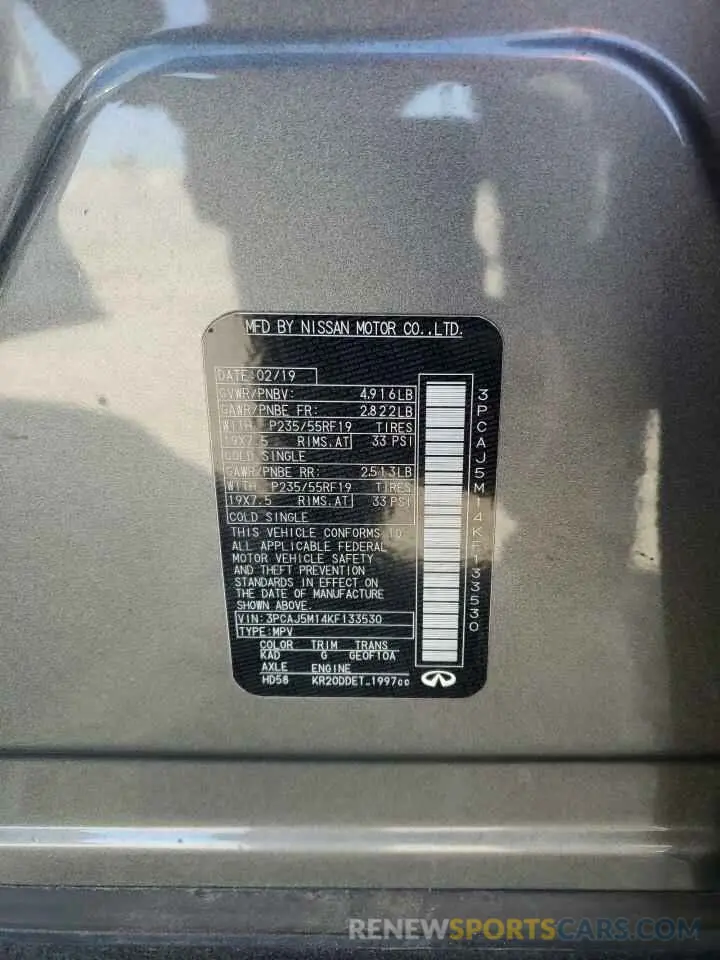 MFD BY NISSAN MOTOR CO.,LTD.
DATE:02/19
GVWR/PNBV: 4,916LB
GAWR/PNBE FR: 2,822LB
WITH P235/55RF19 TIRES
19X7.5 RIMS.AT 33 PSI
COLD SINGLE
GAWR/PNBE RR: 2,513LB
WITH P235/55RF19 TIRES
19X7.5 RIMS.AT 33 PSI
COLD SINGLE
THIS VEHICLE CONFORMS TO
ALL APPLICABLE FEDERAL
MOTOR VEHICLE SAFETY
AND THEFT PREVENTION
STANDARDS IN EFFECT ON
THE DATE OF MANUFACTURE
SHOWN ABOVE.
VIN:3PCAJ5M14KF133530
TYPE:MPV
COLOR TRIM TRANS
KAD G GEOF10A
AXLE ENGINE
HD58 KR20DDET_1997cc
3PCAJ5M14KF133530
RENEWSPORTSCARS.COM